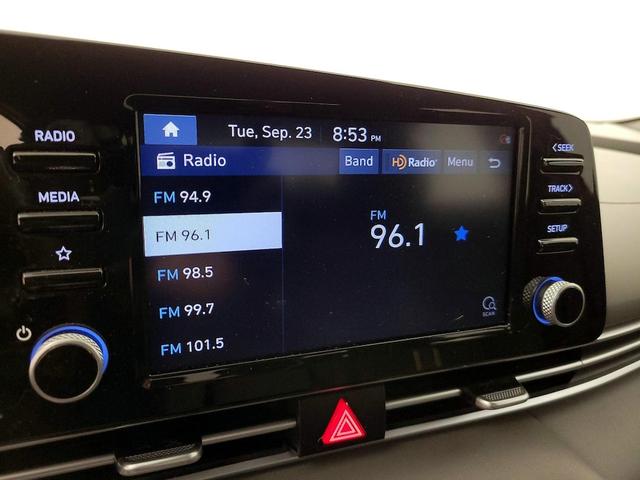 RADIO
MEDIA
Tue, Sep. 23 8:53 PM
Radio Band HD Radio Menu
FM 94.9
FM 96.1
FM 98.5
FM 99.7
FM 101.5
FM
96.1
SCAN
<SEEK
TRACK>
SETUP